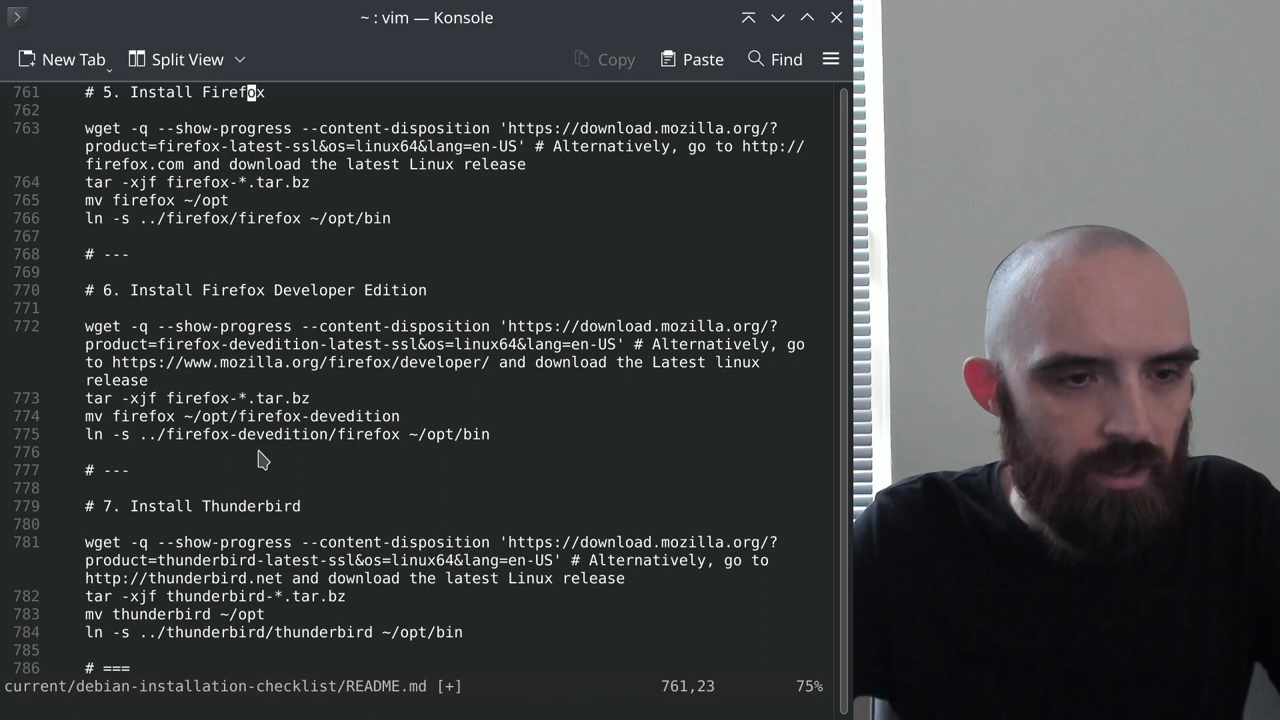 ~ : vim — Konsole
New Tab Split View Copy Paste Find
761 # 5. Install Firefox
762
763 wget -q --show-progress --content-disposition 'https://download.mozilla.org/?
product=firefox-latest-ssl&os=linux64&lang=en-US' # Alternatively, go to http://
firefox.com and download the latest Linux release
764 tar -xjf firefox-*.tar.bz
765 mv firefox ~/opt
766 ln -s ../firefox/firefox ~/opt/bin
767
768 # ---
769
770 # 6. Install Firefox Developer Edition
771
772 wget -q --show-progress --content-disposition 'https://download.mozilla.org/?
product=firefox-devedition-latest-ssl&os=linux64&lang=en-US' # Alternatively, go
to https://www.mozilla.org/firefox/developer/ and download the Latest linux
release
773 tar -xjf firefox-*.tar.bz
774 mv firefox ~/opt/firefox-devedition
775 ln -s ../firefox-devedition/firefox ~/opt/bin
776
777 # ---
778
779 # 7. Install Thunderbird
780
781 wget -q --show-progress --content-disposition 'https://download.mozilla.org/?
product=thunderbird-latest-ssl&os=linux64&lang=en-US' # Alternatively, go to
http://thunderbird.net and download the latest Linux release
782 tar -xjf thunderbird-*.tar.bz
783 mv thunderbird ~/opt
784 ln -s ../thunderbird/thunderbird ~/opt/bin
785
786 # ===
current/debian-installation-checklist/README.md [+] 761,23 75%